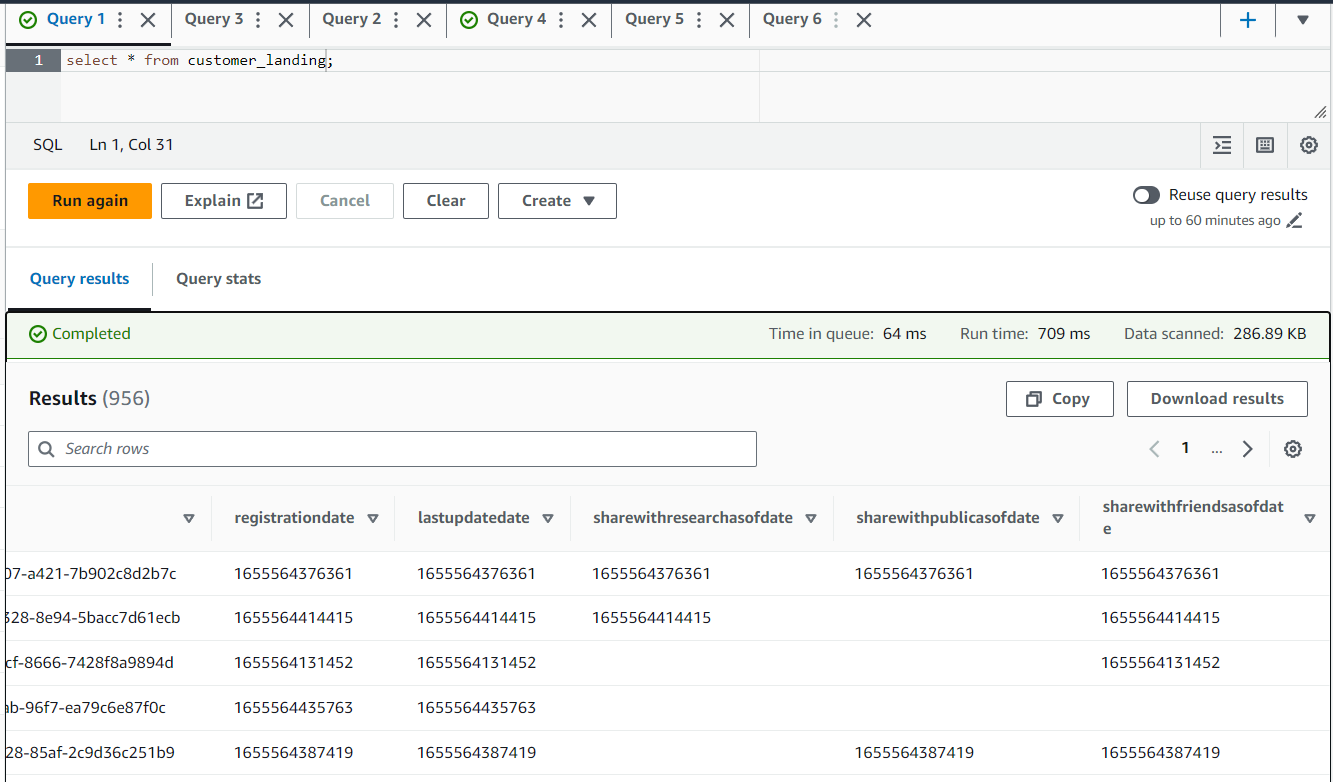 Query 1 Query 3 Query 2 Query 4 Query 5 Query 6
1 select * from customer_landing;
SQL Ln 1, Col 31
Run again Explain Cancel Clear Create Reuse query results
up to 60 minutes ago
Query results Query stats
Completed Time in queue: 64 ms Run time: 709 ms Data scanned: 286.89 KB
Results (956) Copy Download results
Search rows 1 ...
registrationdate lastupdatedate sharewithresearchasofdate sharewithpublicasofdate sharewithfriendsasofdat
e
07-a421-7b902c8d2b7c 1655564376361 1655564376361 1655564376361 1655564376361 1655564376361
328-8e94-5bacc7d61ecb 1655564414415 1655564414415 1655564414415 1655564414415
cf-8666-7428f8a9894d 1655564131452 1655564131452 1655564131452
ab-96f7-ea79c6e87f0c 1655564435763 1655564435763
28-85af-2c9d36c251b9 1655564387419 1655564387419 1655564387419 1655564387419